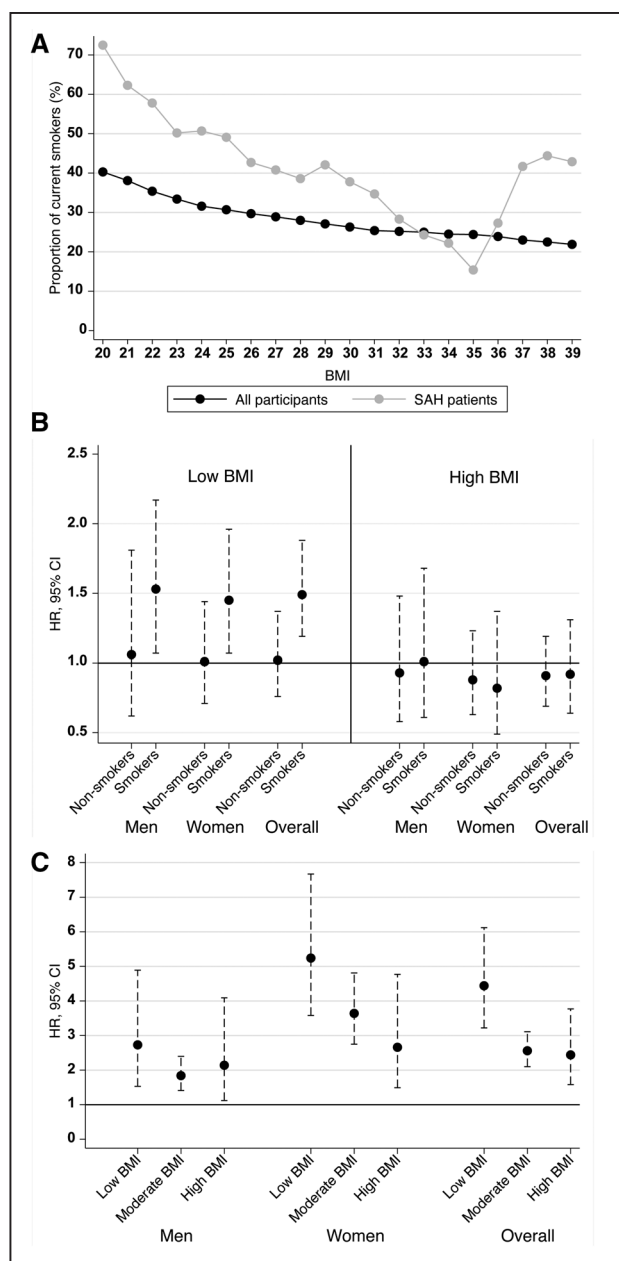 A
Proportion of current smokers (%)
70
60
50
40
30
20
10
0
20 21 22 23 24 25 26 27 28 29 30 31 32 33 34 35 36 37 38 39
BMI
All participants SAH patients
B
Low BMI High BMI
HR, 95% CI
2.5
2.0
1.5
1.0
0.5
Non-smokers Smokers Non-smokers Smokers Non-smokers Smokers Non-smokers Smokers Non-smokers Smokers Non-smokers Smokers
Men Women Overall Men Women Overall
C
HR, 95% CI
8
7
6
5
4
3
2
1
0
Low BMI Moderate BMI High BMI Low BMI Moderate BMI High BMI Low BMI Moderate BMI High BMI
Men Women Overall